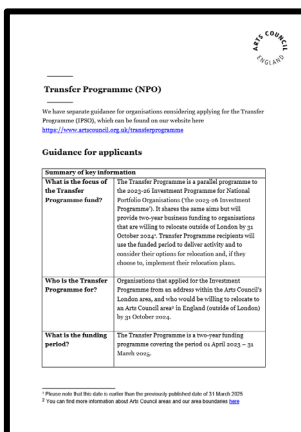 ARTS COUNCIL
ENGLAND
Transfer Programme (NPO)
We have separate guidance for organisations considering applying for the Transfer
Programme (IPSO), which can be found on our website here
https://www.artscouncil.org.uk/transferprogramme
Guidance for applicants
Summary of key information
What is the focus of
the Transfer
Programme fund?
The Transfer Programme is a parallel programme to
the 2023-26 Investment Programme for National
Portfolio Organisations ('the 2023-26 Investment
Programme'). It shares the same aims but will
provide two-year business funding to organisations
that are willing to relocate outside of London by 31
October 2024¹. Transfer Programme recipients will
use the funded period to deliver activity and to
consider their options for relocation and, if they
choose to, implement their relocation plans.
Who is the Transfer
Programme for?
Organisations that applied for the Investment
Programme from an address within the Arts Council's
London area, and who would be willing to relocate to
an Arts Council area² in England (outside of London)
by 31 October 2024.
What is the funding
period?
The Transfer Programme is a two-year funding
programme covering the period 01 April 2023 – 31
March 2025.
¹ Please note that this date is earlier than the previously published date of 31 March 2025
² You can find more information about Arts Council areas and our area boundaries here